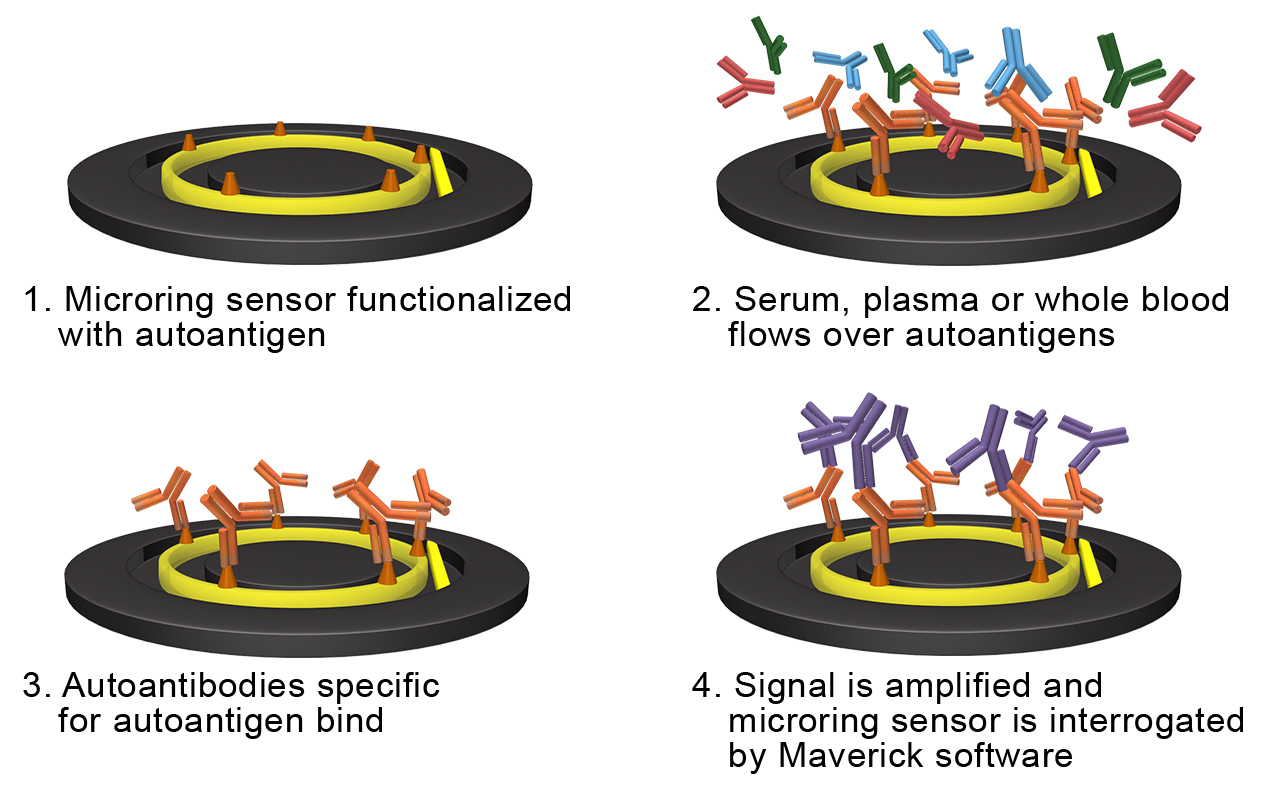 1. Microring sensor functionalized
with autoantigen
2. Serum, plasma or whole blood
flows over autoantigens
3. Autoantibodies specific
for autoantigen bind
4. Signal is amplified and
microring sensor is interrogated
by Maverick software